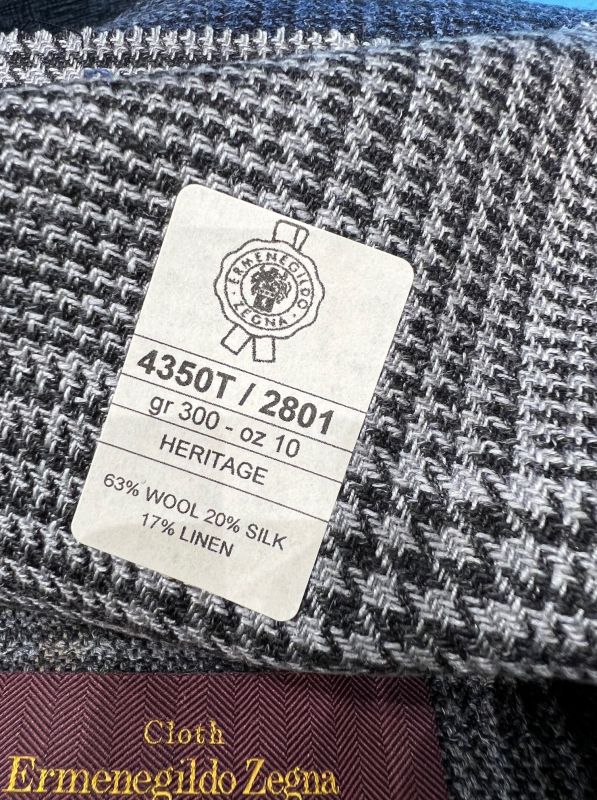 ERMENEGILDO
ZEGNA
4350T / 2801
gr 300 - oz 10
HERITAGE
63% WOOL 20% SILK
17% LINEN
Cloth
Ermenegildo Zegna